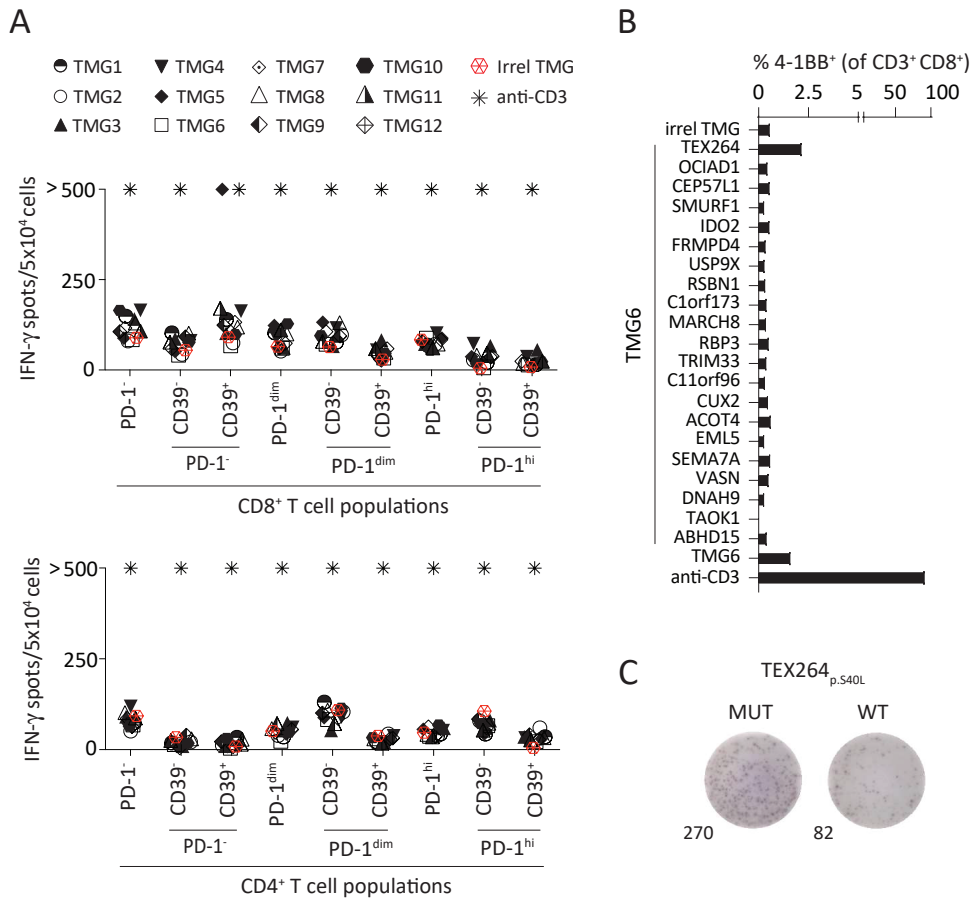 A
TMG1 TMG4 TMG7 TMG10 Irrel TMG
TMG2 TMG5 TMG8 TMG11 anti-CD3
TMG3 TMG6 TMG9 TMG12
IFN-γ spots/5x10⁴ cells
>500
250
0
PD-1⁻ CD39⁻ CD39⁺ PD-1ᵈⁱᵐ CD39⁻ CD39⁺ PD-1ʰⁱ CD39⁻ CD39⁺
PD-1⁻ PD-1ᵈⁱᵐ PD-1ʰⁱ
CD8⁺ T cell populations
IFN-γ spots/5x10⁴ cells
>500
250
0
PD-1⁻ CD39⁻ CD39⁺ PD-1ᵈⁱᵐ CD39⁻ CD39⁺ PD-1ʰⁱ CD39⁻ CD39⁺
PD-1⁻ PD-1ᵈⁱᵐ PD-1ʰⁱ
CD4⁺ T cell populations
B
% 4-1BB⁺ (of CD3⁺ CD8⁺)
0 2.5 5 100
irrel TMG
TEX264
OCIAD1
CEP57L1
SMURF1
IDO2
FRMPD4
USP9X
RSBN1
C1orf173
MARCH8
RBP3
TRIM33
C11orf96
CUX2
ACOT4
EML5
SEMA7A
VASN
DNAH9
TAOK1
ABHD15
TMG6
TMG6
anti-CD3
C
TEX264p.S40L
MUT WT
270 82